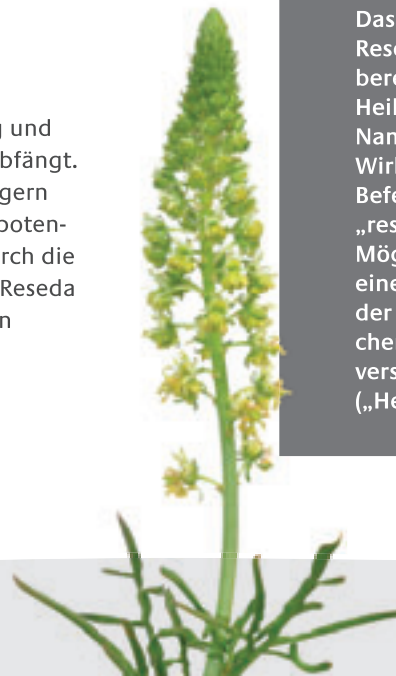 g und
bfängt.
gern
poten-
rch die
Reseda
n
Das
Rese
bere
Heil
Nam
Wirl
Befe
„res
Mög
eine
der
che
vers
(„He